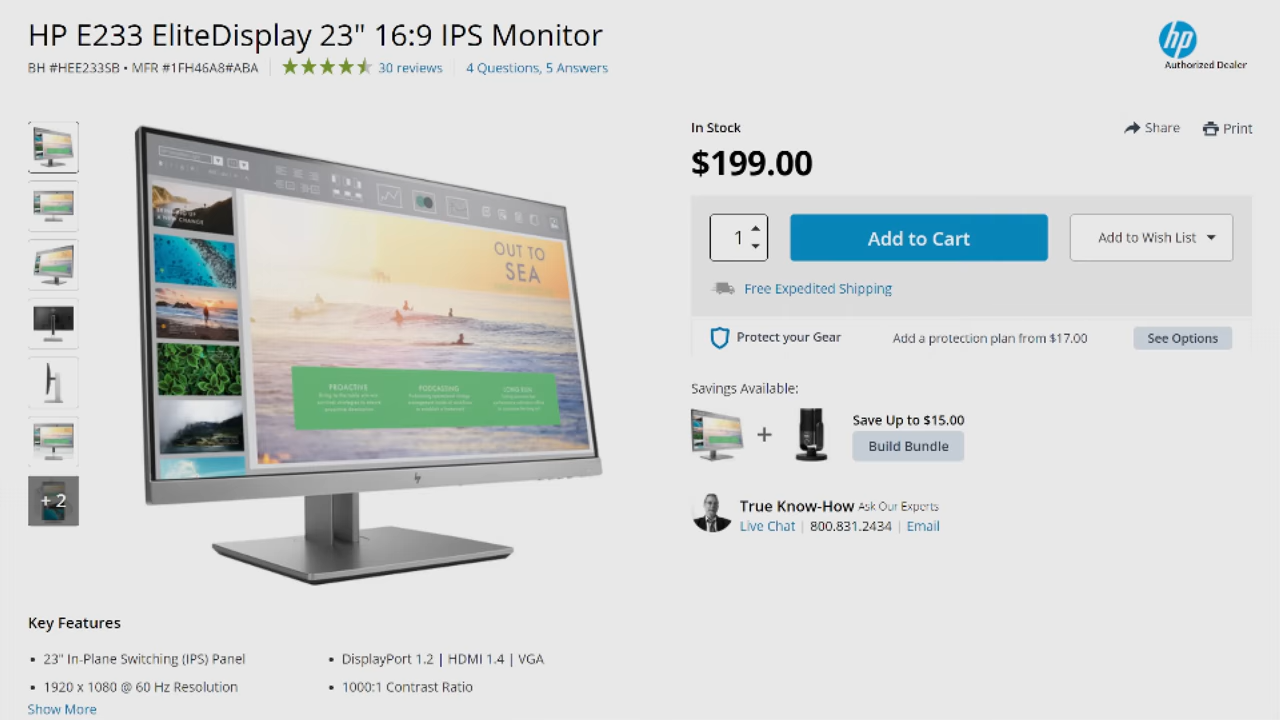 HP E233 EliteDisplay 23" 16:9 IPS Monitor
BH #HEE233SB • MFR #1FH46A8#ABA
30 reviews
4 Questions, 5 Answers
hp
Authorized Dealer
In Stock
Share
Print
$199.00
1
Add to Cart
Add to Wish List
Free Expedited Shipping
Protect your Gear
Add a protection plan from $17.00
See Options
Savings Available:
+
Save Up to $15.00
Build Bundle
True Know-How Ask Our Experts
Live Chat | 800.831.2434 | Email
OUT TO
SEA
A NEW CHANGE
PROACTIVE
PODCASTING
LONG RUN
hp
+ 2
Key Features
• 23" In-Plane Switching (IPS) Panel
• 1920 x 1080 @ 60 Hz Resolution
• DisplayPort 1.2 | HDMI 1.4 | VGA
• 1000:1 Contrast Ratio
Show More